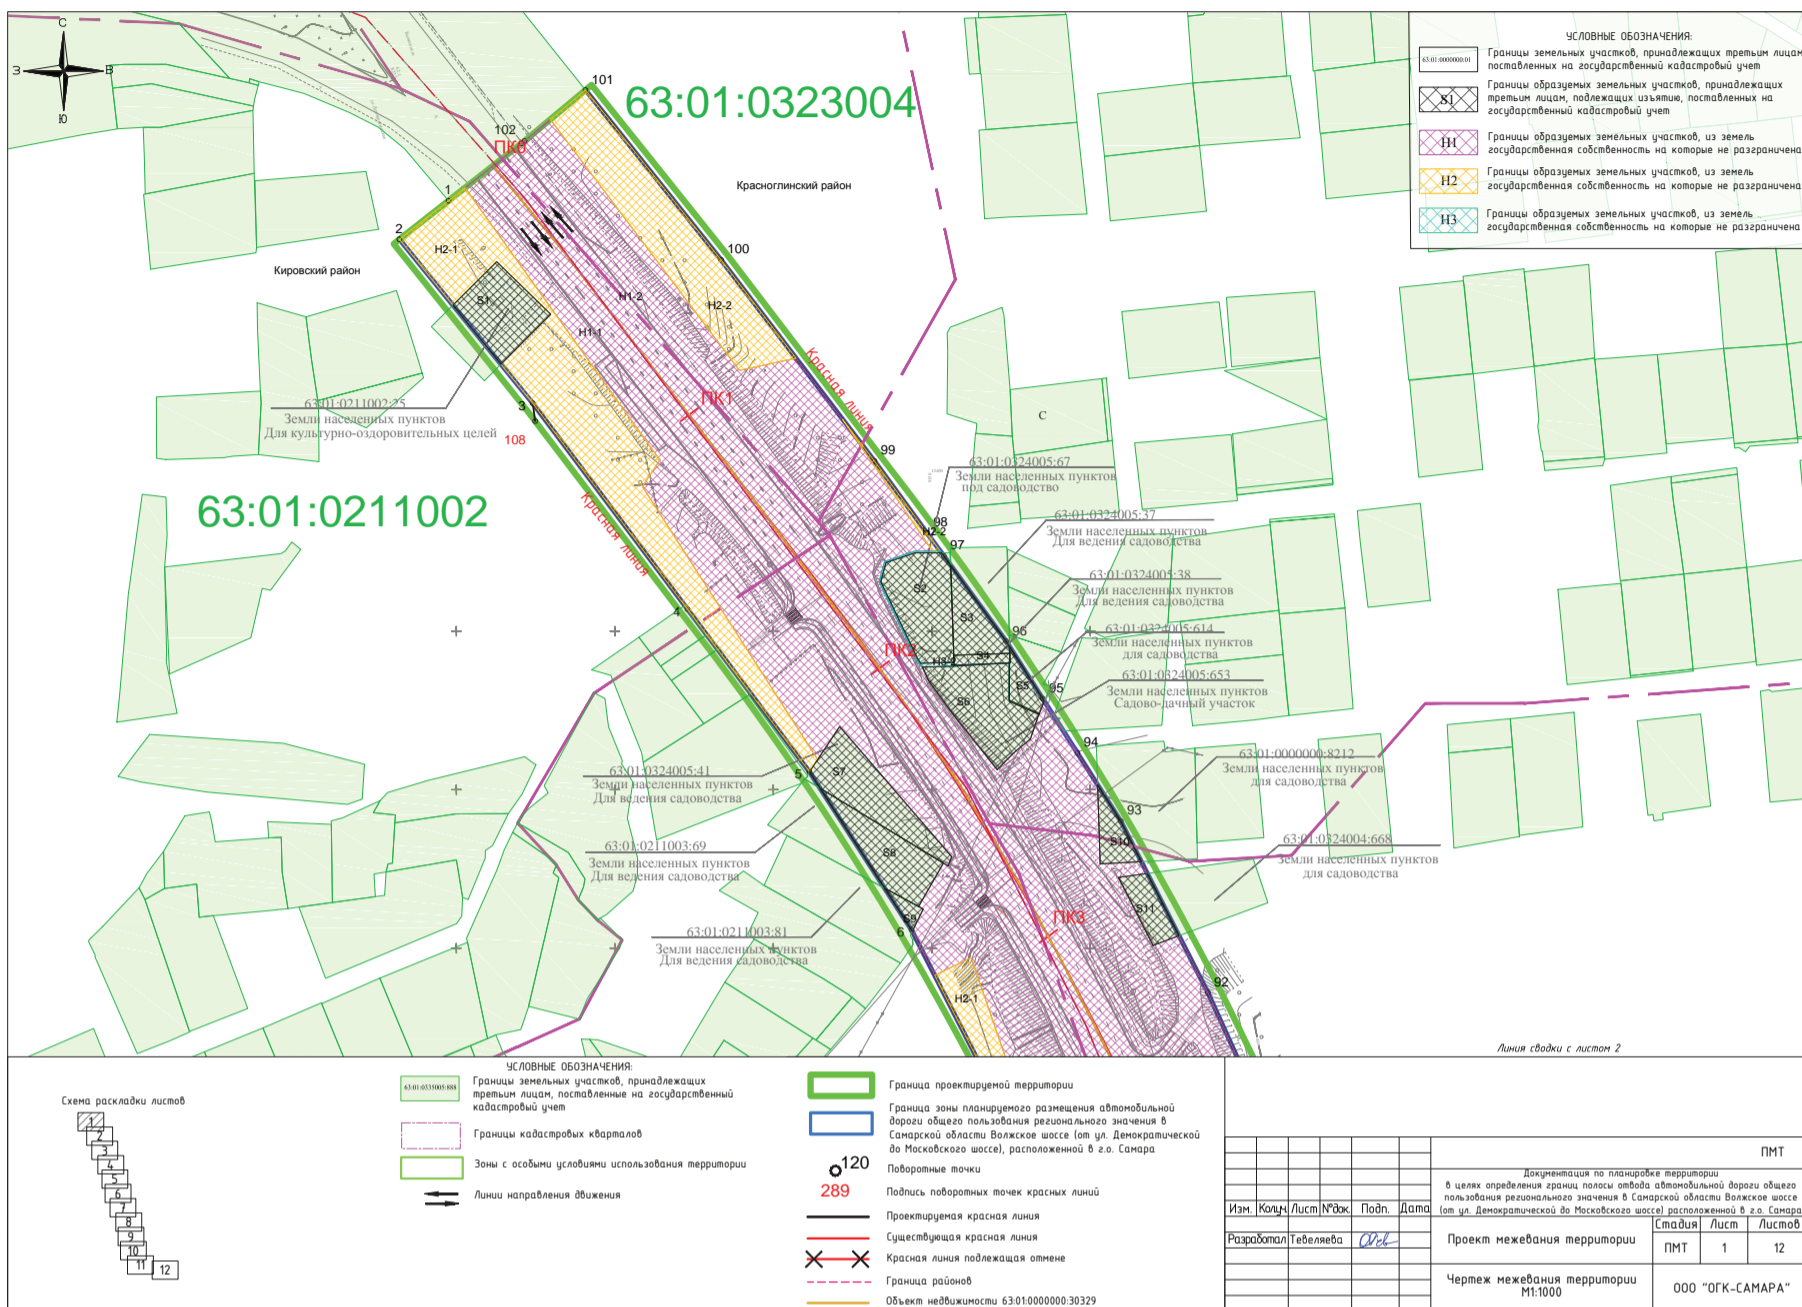 С
З
В
Ю
63:01:0323004
Красноглинский район
101
102
ПК0
1
2
Кировский район
Н2-1
S1
Н1-2
Н1-1
100
Н2-2
Красная линия
ПК1
63:01:0211002:25
Земли населенных пунктов
Для культурно-оздоровительных целей
3
108
63:01:0211002
Красная линия
99
С
63:01:0324005:67
Земли населенных пунктов
под садоводство
98
Н2-2
97
63:01:0324005:37
Земли населенных пунктов
Для ведения садоводства
63:01:0324005:38
Земли населенных пунктов
Для ведения садоводства
S2
S3
96
63:01:0324005:614
Земли населенных пунктов
для садоводства
4
ПК2
S4
S5
S6
95
63:01:0324005:653
Земли населенных пунктов
Садово-дачный участок
94
63:01:0000000:8212
Земли населенных пунктов
для садоводства
63:01:0324005:41
Земли населенных пунктов
Для ведения садоводства
5
S7
93
S10
63:01:0324004:668
Земли населенных пунктов
для садоводства
63:01:0211003:69
Земли населенных пунктов
Для ведения садоводства
S8
S11
S9
6
ПК3
63:01:0211003:81
Земли населенных пунктов
Для ведения садоводства
Н2-1
92
Линия сводки с листом 2
УСЛОВНЫЕ ОБОЗНАЧЕНИЯ:
63:01:0000000:01
Границы земельных участков, принадлежащих третьим лицам
поставленных на государственный кадастровый учет
S1
Границы образуемых земельных участков, принадлежащих
третьим лицам, подлежащих изъятию, поставленных на
государственный кадастровый учет
Н1
Границы образуемых земельных участков, из земель
государственная собственность на которые не разграничена
Н2
Границы образуемых земельных участков, из земель
государственная собственность на которые не разграничена
Н3
Границы образуемых земельных участков, из земель
государственная собственность на которые не разграничена
Схема раскладки листов
1
2
3
4
5
6
7
8
9
10
11
12
УСЛОВНЫЕ ОБОЗНАЧЕНИЯ:
63:01:0335005:888
Границы земельных участков, принадлежащих
третьим лицам, поставленные на государственный
кадастровый учет
Границы кадастровых кварталов
Зоны с особыми условиями использования территории
Линии направления движения
Граница проектируемой территории
Граница зоны планируемого размещения автомобильной
дороги общего пользования регионального значения в
Самарской области Волжское шоссе (от ул. Демократической
до Московского шоссе), расположенной в г.о. Самара
120
Поворотные точки
289
Подпись поворотных точек красных линий
Проектируемая красная линия
Существующая красная линия
Красная линия подлежащая отмене
Граница районов
Объект недвижимости 63:01:0000000:30329
ПМТ
Документация по планировке территории
в целях определения границ полосы отвода автомобильной дороги общего
пользования регионального значения в Самарской области Волжское шоссе
(от ул. Демократической до Московского шоссе) расположенной в г.о. Самара
Изм. Колуч Лист №док. Подп. Дата
Разработал Тевеляева
Проект межевания территории
Стадия Лист Листов
ПМТ 1 12
Чертеж межевания территории
М1:1000
ООО "ОГК-САМАРА"